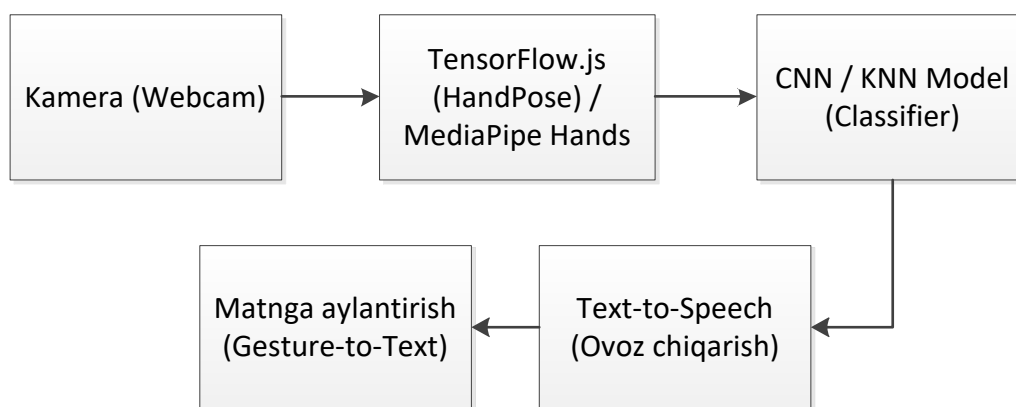 Kamera (Webcam)
TensorFlow.js
(HandPose) /
MediaPipe Hands
CNN / KNN Model
(Classifier)
Matnga aylantirish
(Gesture-to-Text)
Text-to-Speech
(Ovoz chiqarish)